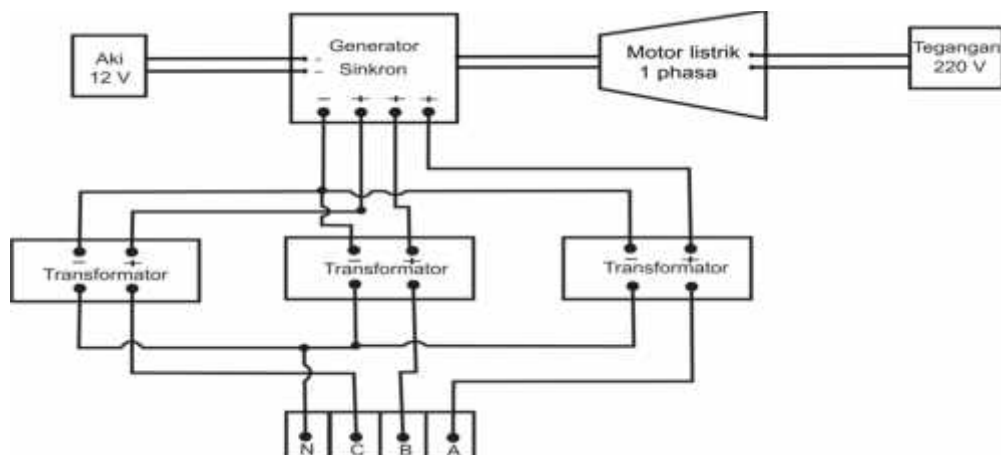 Aki
12 V
Generator
Sinkron
Motor listrik
1 phasa
Tegangan
220 V
Transformator
Transformator
Transformator
N C B A